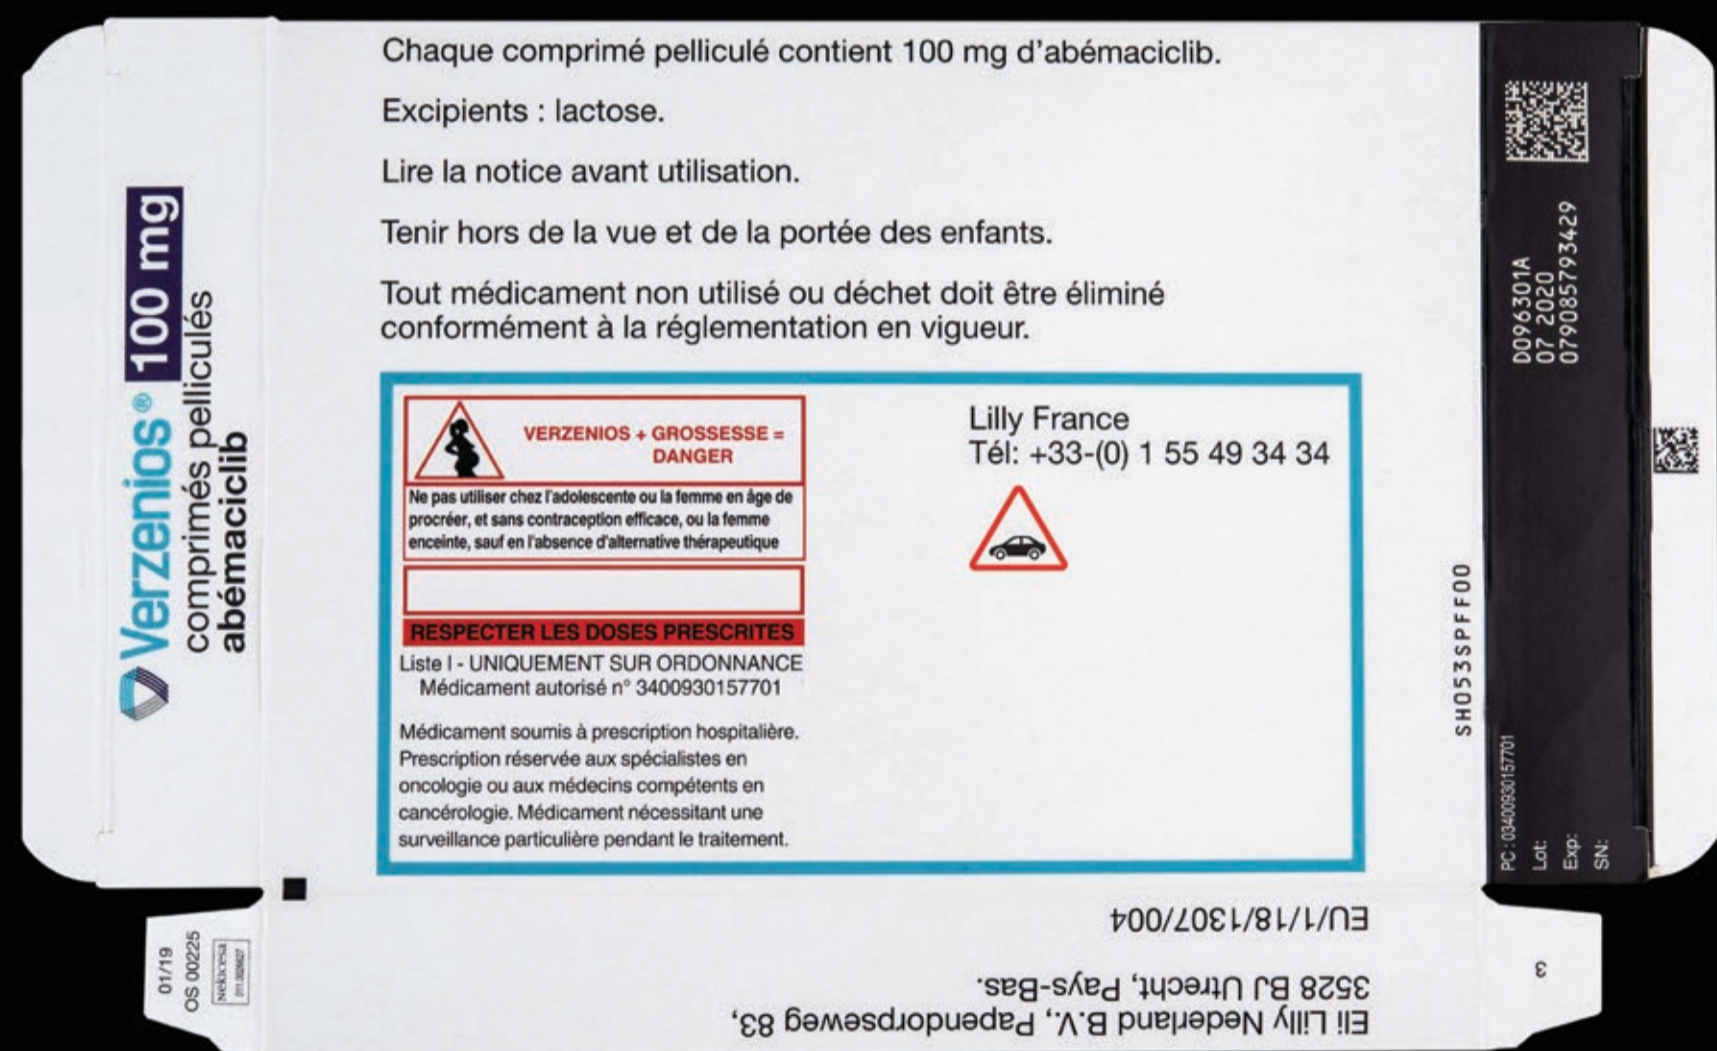 Chaque comprimé pelliculé contient 100 mg d'abémaciclib.
Excipients : lactose.
Lire la notice avant utilisation.
Tenir hors de la vue et de la portée des enfants.
Tout médicament non utilisé ou déchet doit être éliminé
conformément à la réglementation en vigueur.
VERZENIOS + GROSSESSE =
DANGER
Ne pas utiliser chez l'adolescente ou la femme en âge de
procréer, et sans contraception efficace, ou la femme
enceinte, sauf en l'absence d'alternative thérapeutique
RESPECTER LES DOSES PRESCRITES
Liste I - UNIQUEMENT SUR ORDONNANCE
Médicament autorisé n° 3400930157701
Médicament soumis à prescription hospitalière.
Prescription réservée aux spécialistes en
oncologie ou aux médecins compétents en
cancérologie. Médicament nécessitant une
surveillance particulière pendant le traitement.
Lilly France
Tél: +33-(0) 1 55 49 34 34
Verzenios® 100 mg
comprimés pelliculés
abémaciclib
SH053SPFF00
PC : 03400930157701
Lot: D096301A
Exp: 07 2020
SN: 079085793429
EU/1/18/1307/004
Eli Lilly Nederland B.V., Papendorpseweg 83,
3528 BJ Utrecht, Pays-Bas.
01/19
OS 00225
Nekicesa
3